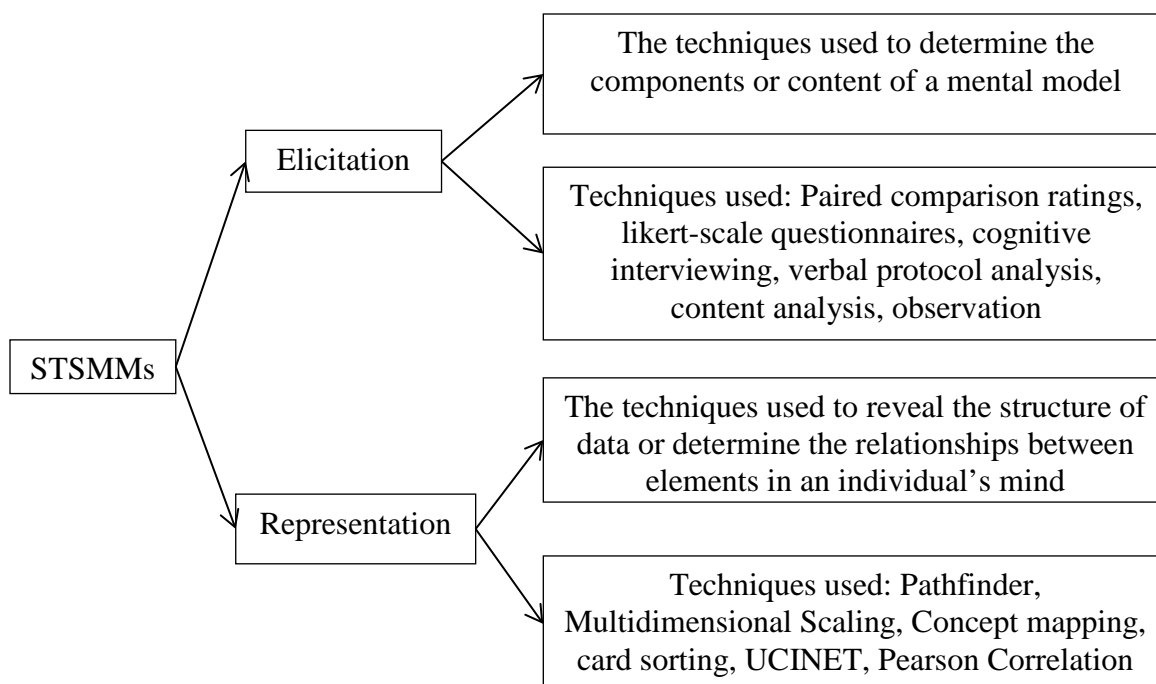 The techniques used to determine the
components or content of a mental model
Elicitation
Techniques used: Paired comparison ratings,
likert-scale questionnaires, cognitive
interviewing, verbal protocol analysis,
content analysis, observation
STSMMs
The techniques used to reveal the structure of
data or determine the relationships between
elements in an individual’s mind
Representation
Techniques used: Pathfinder,
Multidimensional Scaling, Concept mapping,
card sorting, UCINET, Pearson Correlation